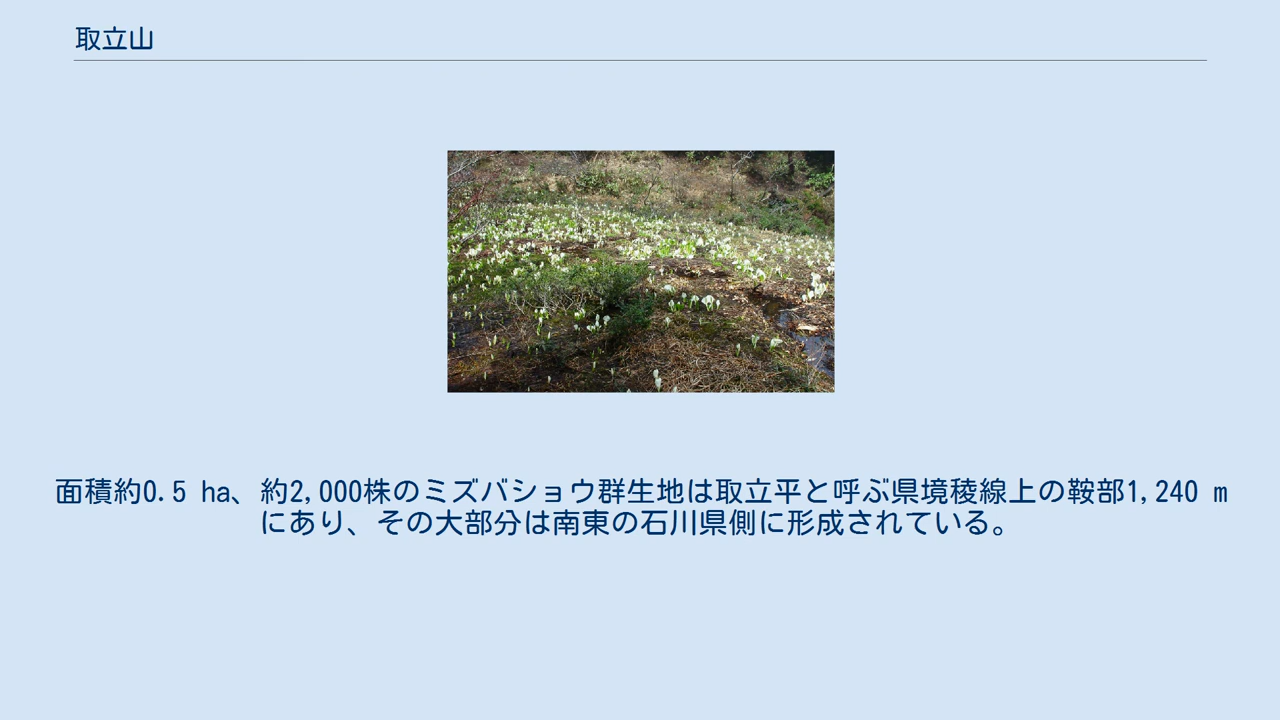 取立山
面積約0.5 ha、約2,000株のミズバショウ群生地は取立平と呼ぶ県境稜線上の鞍部1,240 m
にあり、その大部分は南東の石川県側に形成されている。